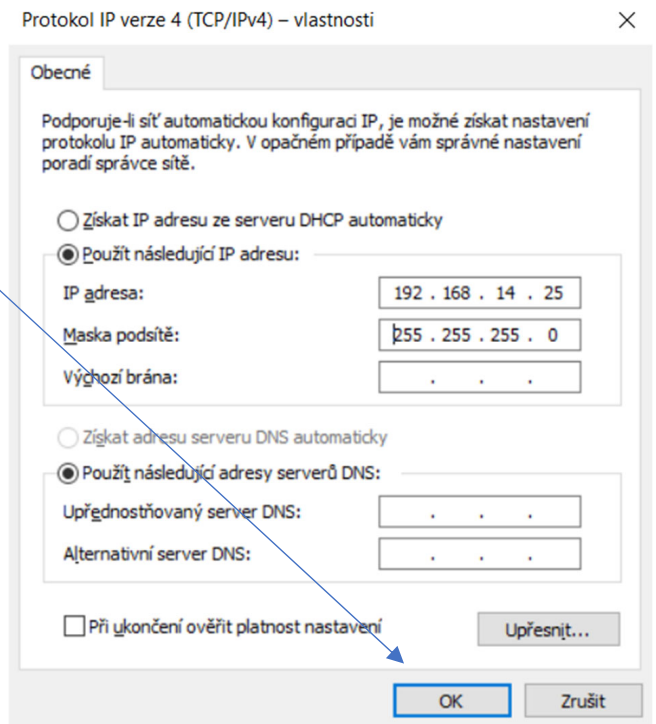 Protokol IP verze 4 (TCP/IPv4) – vlastnosti
Obecné
Podporuje-li síť automatickou konfiguraci IP, je možné získat nastavení
protokolu IP automaticky. V opačném případě vám správné nastavení
poradí správce sítě.
Získat IP adresu ze serveru DHCP automaticky
Použít následující IP adresu:
IP adresa: 192 . 168 . 14 . 25
Maska podsítě: 255 . 255 . 255 . 0
Výchozí brána: . . .
Získat adresu serveru DNS automaticky
Použít následující adresy serverů DNS:
Upřednostňovaný server DNS: . . .
Alternativní server DNS: . . .
Při ukončení ověřit platnost nastavení
Upřesnit...
OK Zrušit